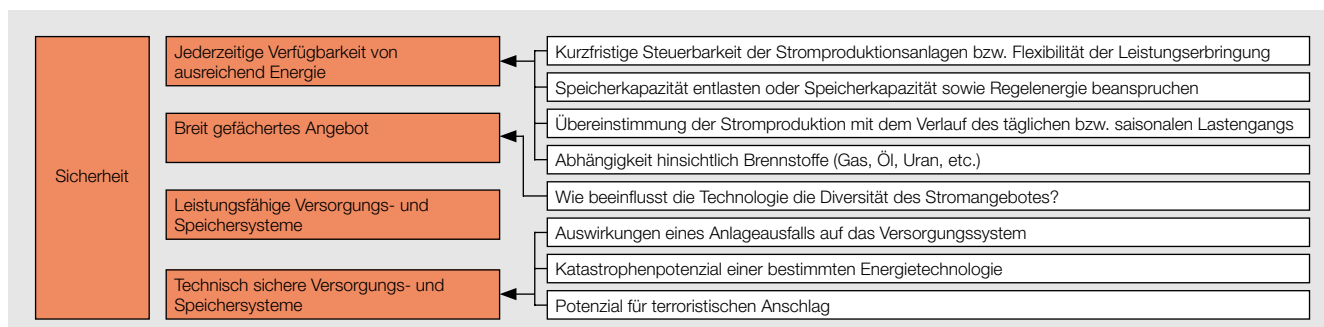 Sicherheit
Jederzeitige Verfügbarkeit von
ausreichend Energie
Breit gefächertes Angebot
Leistungsfähige Versorgungs- und
Speichersysteme
Technisch sichere Versorgungs- und
Speichersysteme
Kurzfristige Steuerbarkeit der Stromproduktionsanlagen bzw. Flexibilität der Leistungserbringung
Speicherkapazität entlasten oder Speicherkapazität sowie Regelenergie beanspruchen
Übereinstimmung der Stromproduktion mit dem Verlauf des täglichen bzw. saisonalen Lastengangs
Abhängigkeit hinsichtlich Brennstoffe (Gas, Öl, Uran, etc.)
Wie beeinflusst die Technologie die Diversität des Stromangebotes?
Auswirkungen eines Anlageausfalls auf das Versorgungssystem
Katastrophenpotenzial einer bestimmten Energietechnologie
Potenzial für terroristischen Anschlag